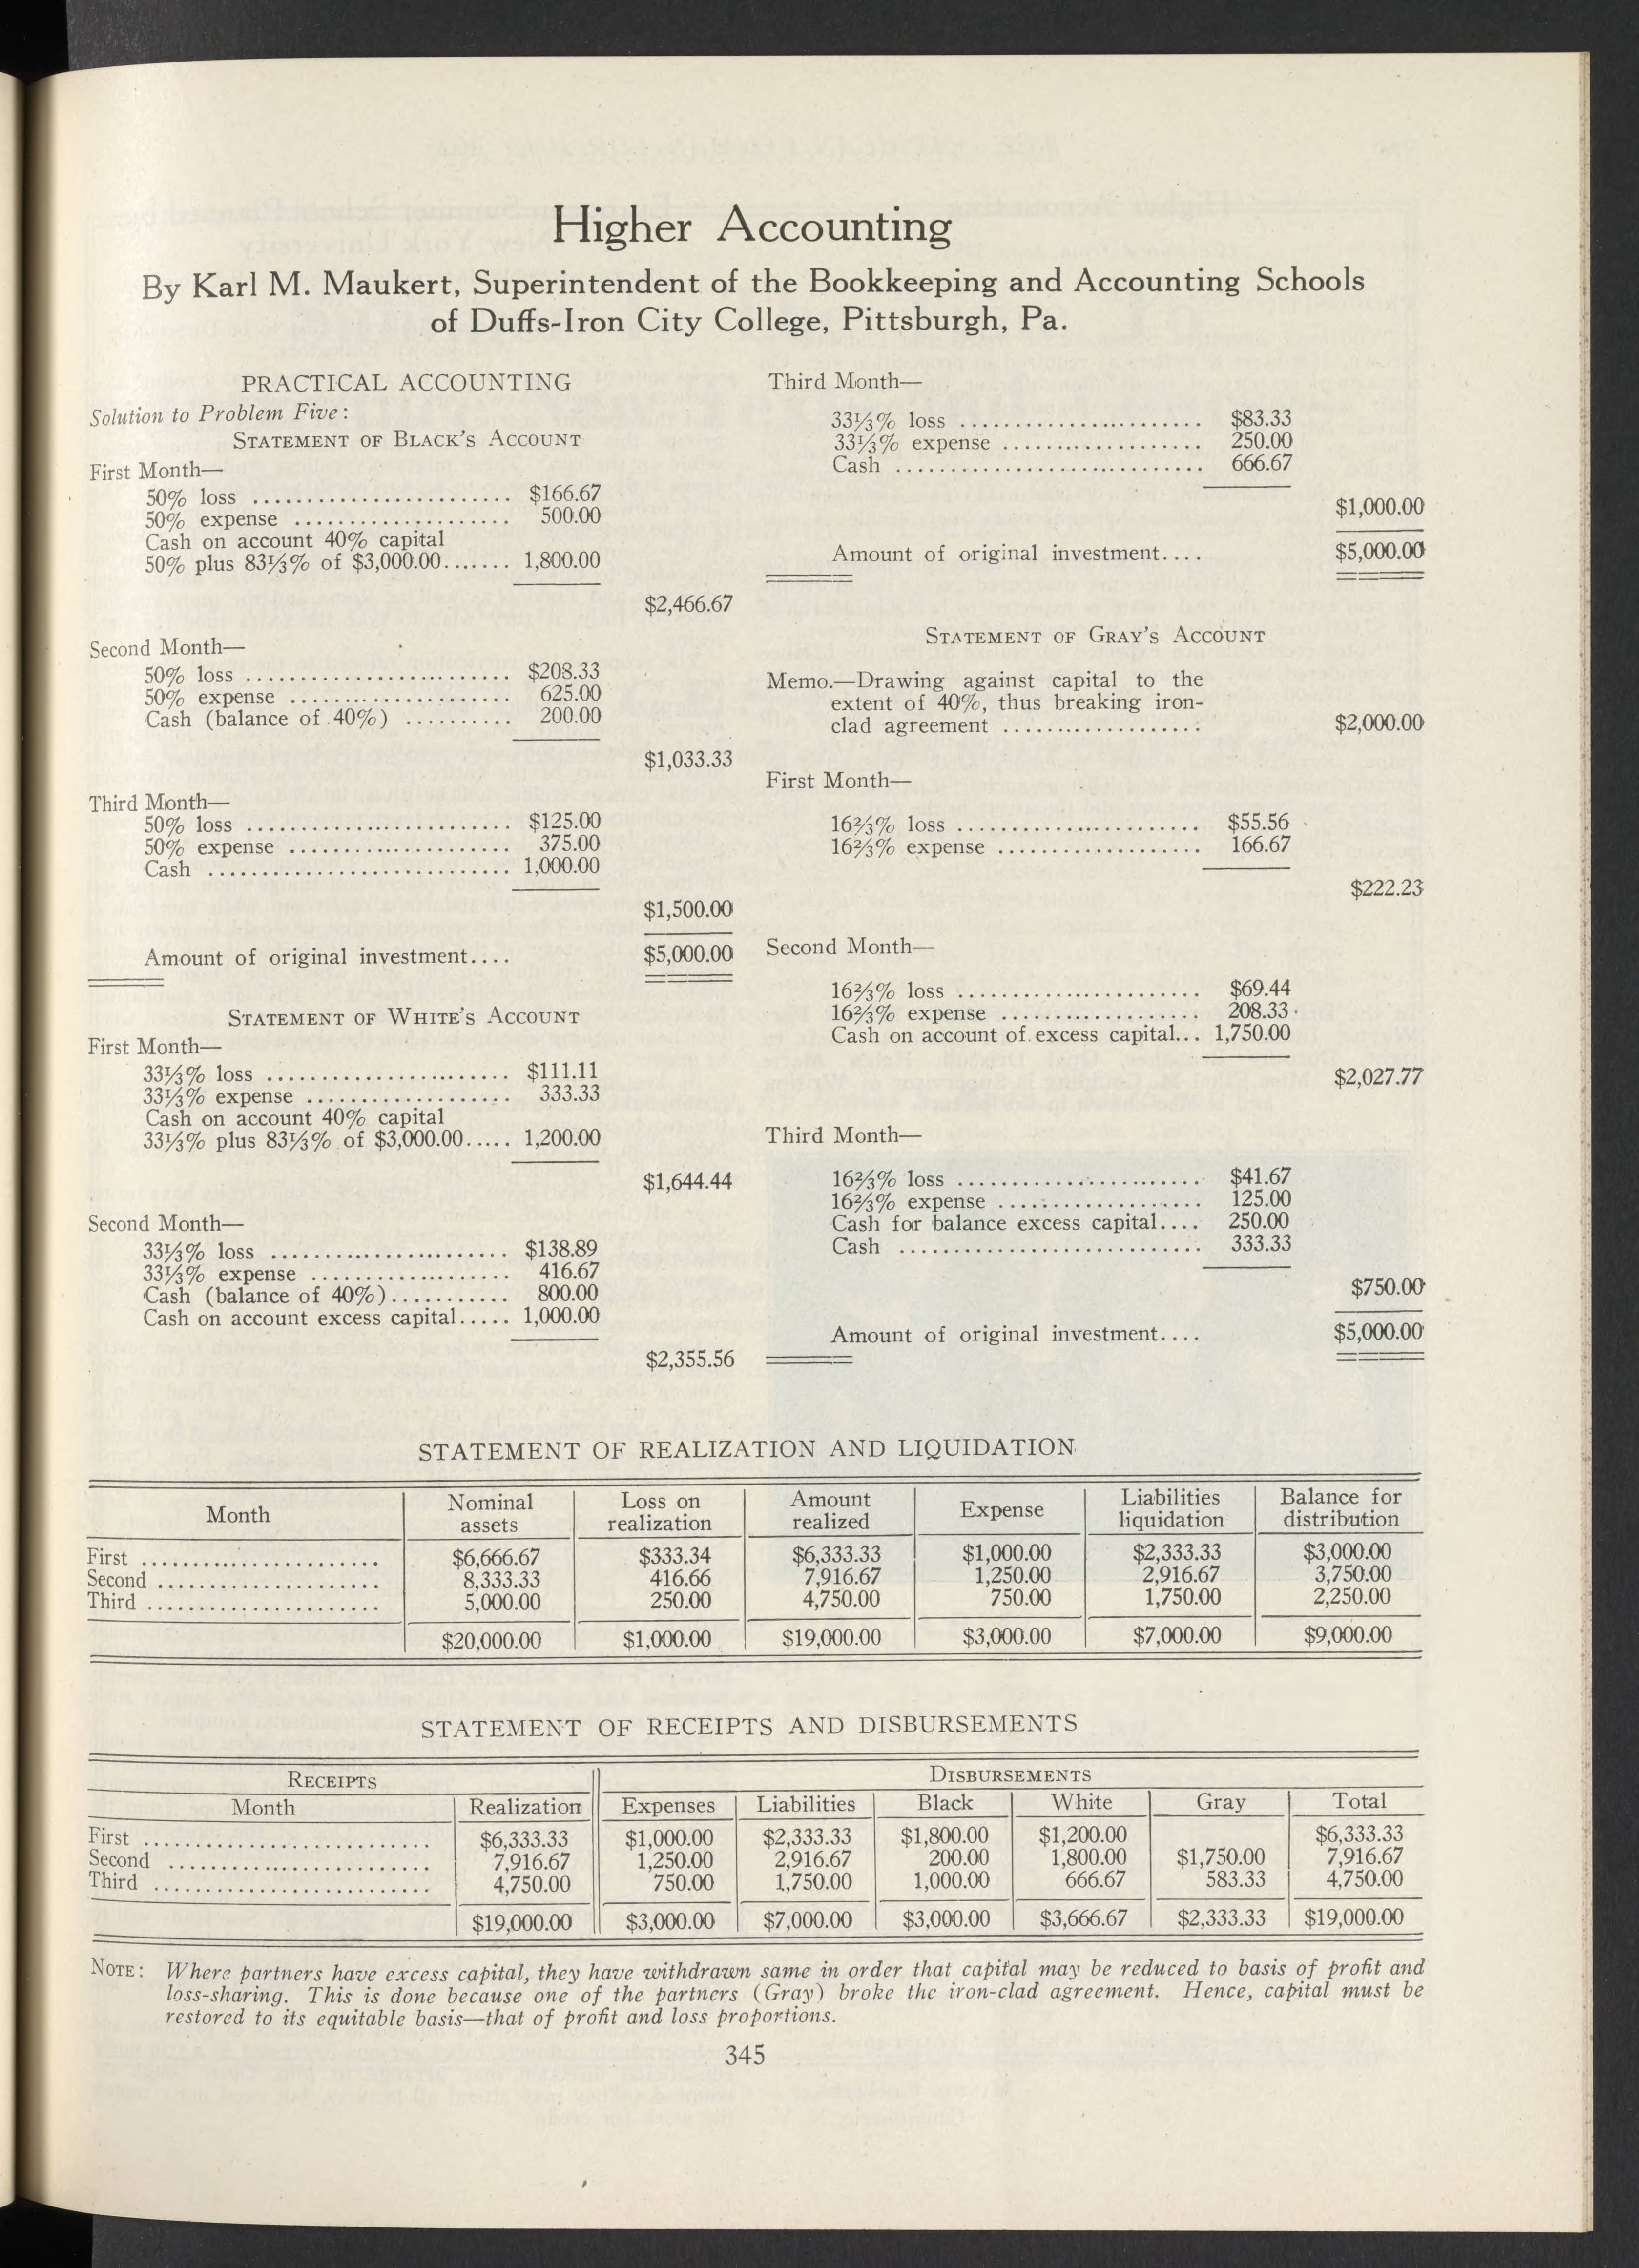 Higher Accounting
By Karl M. Maukert, Superintendent of the Bookkeeping and Accounting Schools
of Duffs-Iron City College, Pittsburgh, Pa.
PRACTICAL ACCOUNTING
Solution to Problem Five:
STATEMENT OF BLACK'S ACCOUNT
First Month—
50% loss ........................ $166.67
50% expense .................... 500.00
Cash on account 40% capital
50% plus 83⅓% of $3,000.00....... 1,800.00
$2,466.67
Second Month—
50% loss ........................ $208.33
50% expense ..................... 625.00
Cash (balance of 40%) .......... 200.00
$1,033.33
Third Month—
50% loss ........................ $125.00
50% expense ..................... 375.00
Cash ............................ 1,000.00
$1,500.00
Amount of original investment.... $5,000.00
STATEMENT OF WHITE'S ACCOUNT
First Month—
33⅓% loss ...................... $111.11
33⅓% expense ................... 333.33
Cash on account 40% capital
33⅓% plus 83⅓% of $3,000.00..... 1,200.00
$1,644.44
Second Month—
33⅓% loss ...................... $138.89
33⅓% expense ................... 416.67
Cash (balance of 40%)........... 800.00
Cash on account excess capital..... 1,000.00
$2,355.56
Third Month—
33⅓% loss ......................... $83.33
33⅓% expense ................... 250.00
Cash ............................. 666.67
$1,000.00
Amount of original investment.... $5,000.00
STATEMENT OF GRAY'S ACCOUNT
Memo.—Drawing against capital to the
extent of 40%, thus breaking iron-
clad agreement ................... $2,000.00
First Month—
16⅔% loss ........................ $55.56
16⅔% expense ................... 166.67
$222.23
Second Month—
16⅔% loss ........................ $69.44
16⅔% expense ................... 208.33
Cash on account of excess capital... 1,750.00
$2,027.77
Third Month—
16⅔% loss ........................ $41.67
16⅔% expense ................... 125.00
Cash for balance excess capital.... 250.00
Cash ............................ 333.33
$750.00
Amount of original investment.... $5,000.00
STATEMENT OF REALIZATION AND LIQUIDATION
Month Nominal assets Loss on realization Amount realized Expense Liabilities liquidation Balance for distribution
First ....................... $6,666.67 $333.34 $6,333.33 $1,000.00 $2,333.33 $3,000.00
Second ..................... 8,333.33 416.66 7,916.67 1,250.00 2,916.67 3,750.00
Third ...................... 5,000.00 250.00 4,750.00 750.00 1,750.00 2,250.00
$20,000.00 $1,000.00 $19,000.00 $3,000.00 $7,000.00 $9,000.00
STATEMENT OF RECEIPTS AND DISBURSEMENTS
RECEIPTS DISBURSEMENTS
Month Realization Expenses Liabilities Black White Gray Total
First ........................... $6,333.33 $1,000.00 $2,333.33 $1,800.00 $1,200.00 $6,333.33
Second ......................... 7,916.67 1,250.00 2,916.67 200.00 1,800.00 $1,750.00 7,916.67
Third .......................... 4,750.00 750.00 1,750.00 1,000.00 666.67 583.33 4,750.00
$19,000.00 $3,000.00 $7,000.00 $3,000.00 $3,666.67 $2,333.33 $19,000.00
NOTE: Where partners have excess capital, they have withdrawn same in order that capital may be reduced to basis of profit and
loss-sharing. This is done because one of the partners (Gray) broke the iron-clad agreement. Hence, capital must be
restored to its equitable basis—that of profit and loss proportions.
345